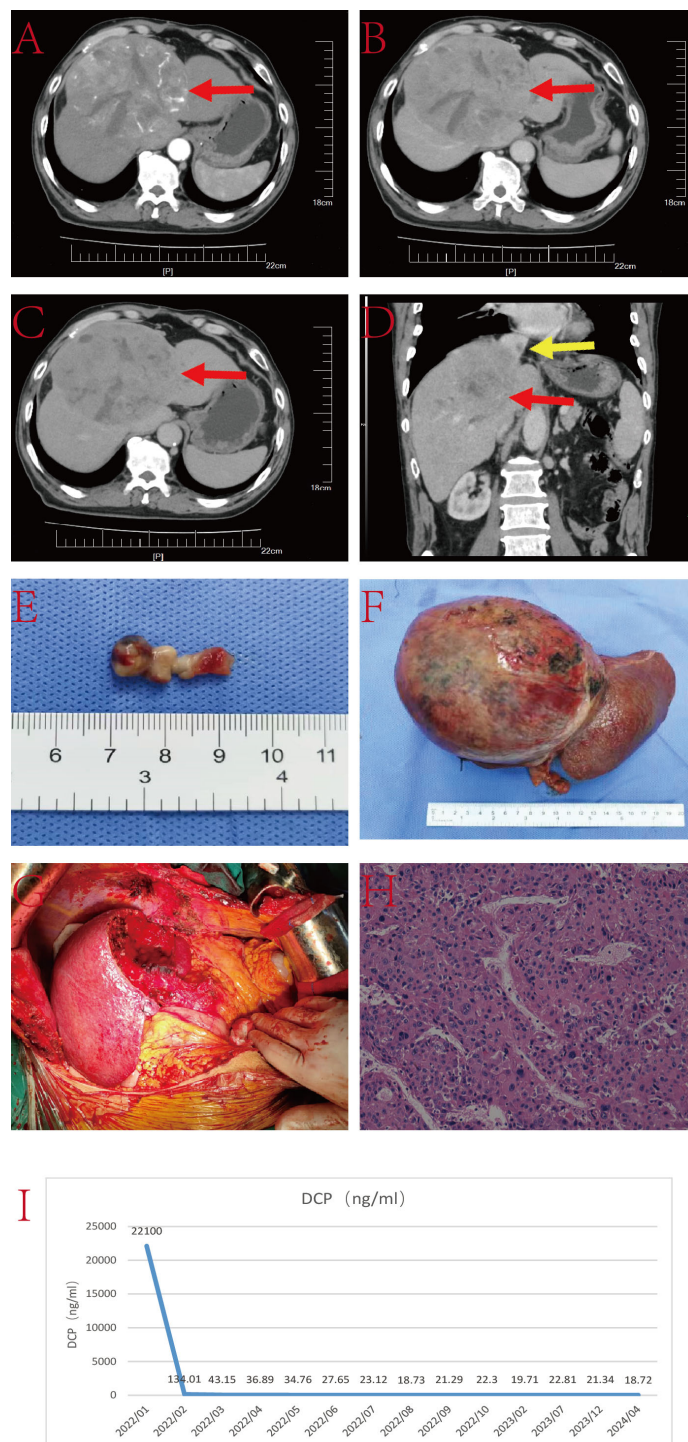 A
18cm
[P]
22cm
B
18cm
[P]
22cm
C
18cm
[P]
22cm
D
E
6 7 8 9 10 11
3 4
F
G
H
I
DCP （ng/ml）
DCP （ng/ml）
25000
20000
15000
10000
5000
0
22100
134.01 43.15 36.89 34.76 27.65 23.12 18.73 21.29 22.3 19.71 22.81 21.34 18.72
2022/01 2022/02 2022/03 2022/04 2022/05 2022/06 2022/07 2022/08 2022/09 2022/10 2023/02 2023/07 2023/12 2024/04